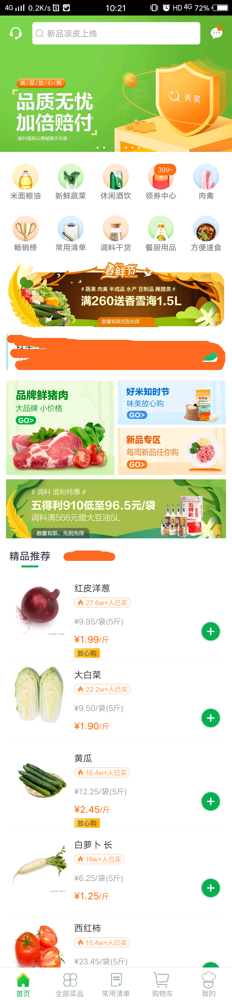 4G 0.2K/s 10:21 HD 4G 72%
新品凉皮上线
美/菜/放/心/购
品质无忧
加倍赔付
·赔付规则以商城展示为准·
美菜
399-
¥
米面粮油 新鲜蔬菜 休闲酒饮 领券中心 肉禽
畅销榜 常用清单 调料干货 餐厨用品 方便速食
4·10
春鲜节
#蔬果 肉禽 半成品 水产 豆制品 腌腊类#
满260送香雪海1.5L
数量有限先到先得
品牌鲜猪肉
大品牌 小价格
GO>
好米知时节
味美放心购
GO>
稻田里
新品专区
每周新品任你购
GO>
# 调料 面粉特惠 #
五得利910低至96.5元/袋
调料满566元赠大豆油5L
数量有限，先到先得
五得利
精品推荐
红皮洋葱
27.6w+人已买
¥9.95/袋(5斤)
¥1.99/斤
放心购
大白菜
22.2w+人已买
¥9.50/袋(5斤)
¥1.90/斤
黄瓜
16.4w+人已买
¥12.25/袋(5斤)
¥2.45/斤
放心购
白萝卜 长
16w+人已买
¥6.25/袋(5斤)
¥1.25/斤
西红柿
15.4w+人已买
¥23.45/袋(5斤)
首页 全部菜品 常用清单 购物车 我的